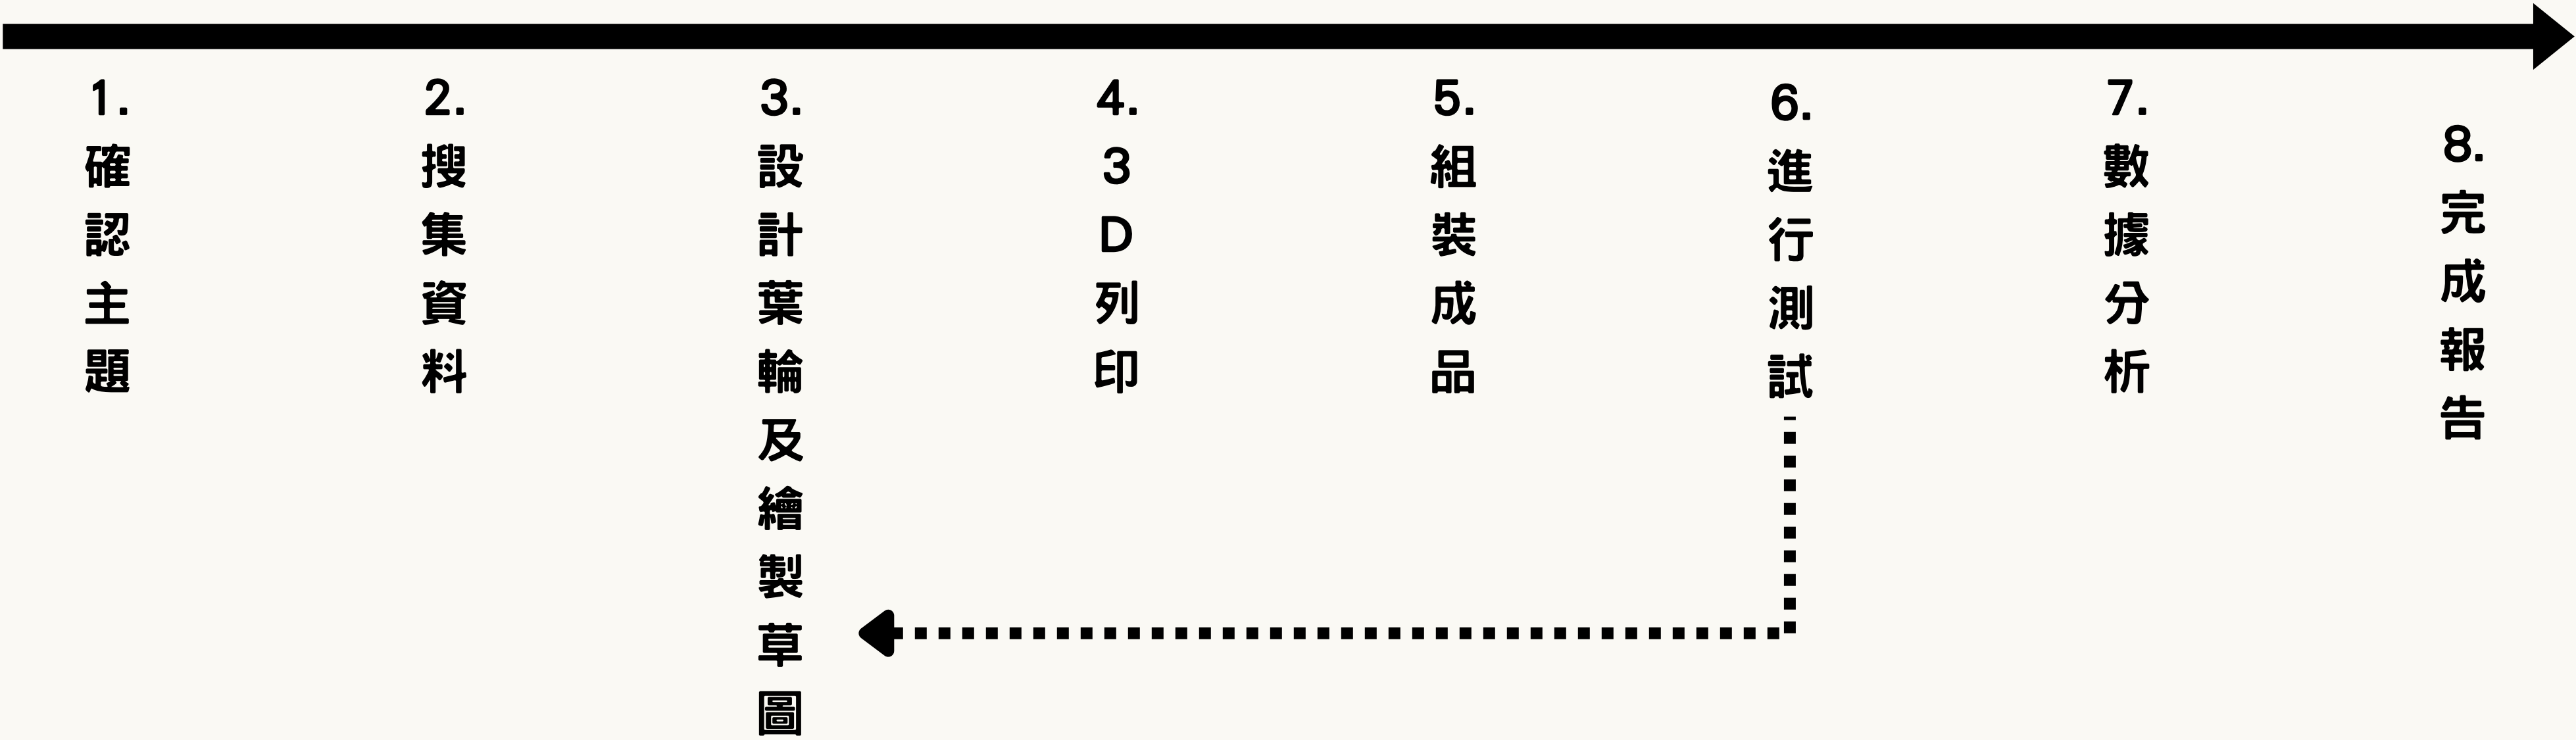 1.確認主題
2.搜集資料
3.設計葉輪及繪製草圖
4.3D列印
5.組裝成品
6.進行測試
7.數據分析
8.完成報告